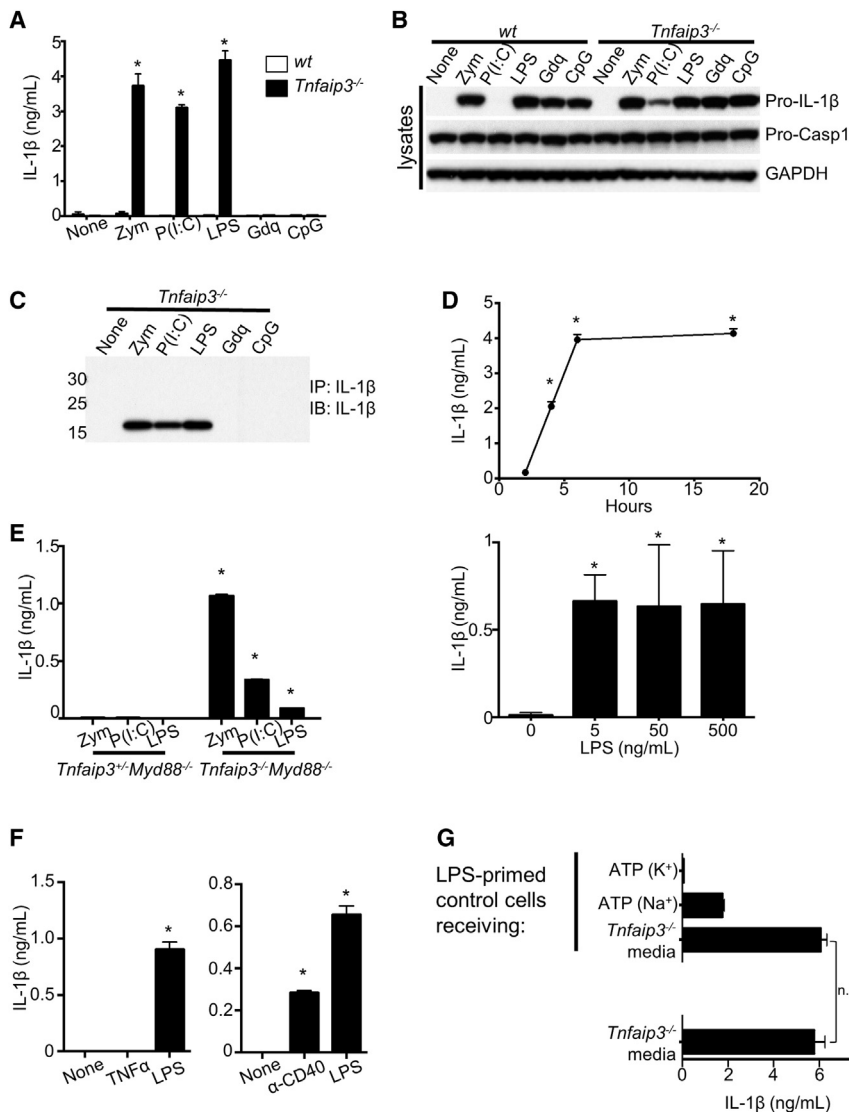 A
IL-1β (ng/mL)
5
4
3
2
1
0
*
*
*
wt
Tnfaip3-/-
None
Zym
P(I:C)
LPS
Gdq
CpG
B
wt
Tnfaip3-/-
None
Zym
P(I:C)
LPS
Gdq
CpG
None
Zym
P(I:C)
LPS
Gdq
CpG
lysates
Pro-IL-1β
Pro-Casp1
GAPDH
C
Tnfaip3-/-
None
Zym
P(I:C)
LPS
Gdq
CpG
30
25
15
IP: IL-1β
IB: IL-1β
D
IL-1β (ng/mL)
5
4
3
2
1
0
*
*
*
0 5 10 15 20
Hours
IL-1β (ng/mL)
1
0.5
0
*
*
*
0 5 50 500
LPS (ng/mL)
E
IL-1β (ng/mL)
1.5
1.0
0.5
0
*
*
*
Zym P(I:C) LPS
Zym P(I:C) LPS
Tnfaip3+/-Myd88-/-
Tnfaip3-/-Myd88-/-
F
IL-1β (ng/mL)
1.5
1.0
0.5
0
*
None TNFα LPS
0.8
0.6
0.4
0.2
0
*
*
None α-CD40 LPS
G
LPS-primed
control cells
receiving:
ATP (K+)
ATP (Na+)
Tnfaip3-/-
media
Tnfaip3-/-
media
n.
0 2 4 6
IL-1β (ng/mL)